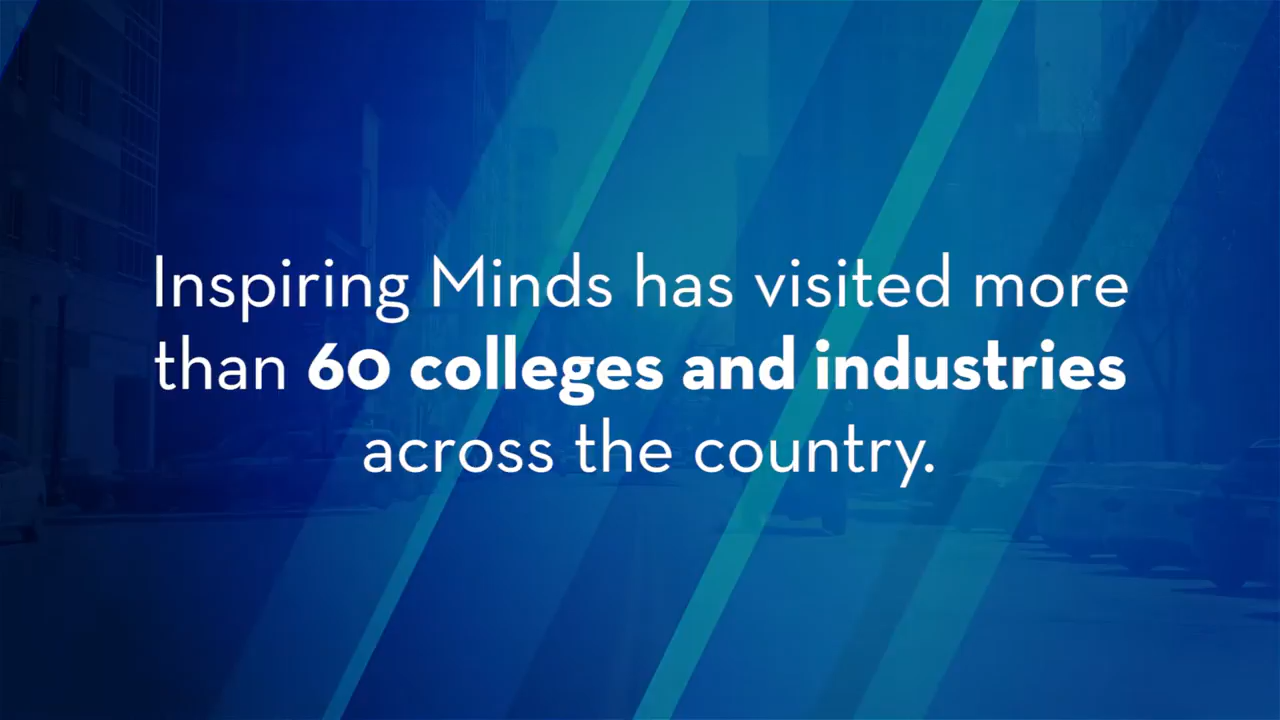 Inspiring Minds has visited more
than 60 colleges and industries
across the country.